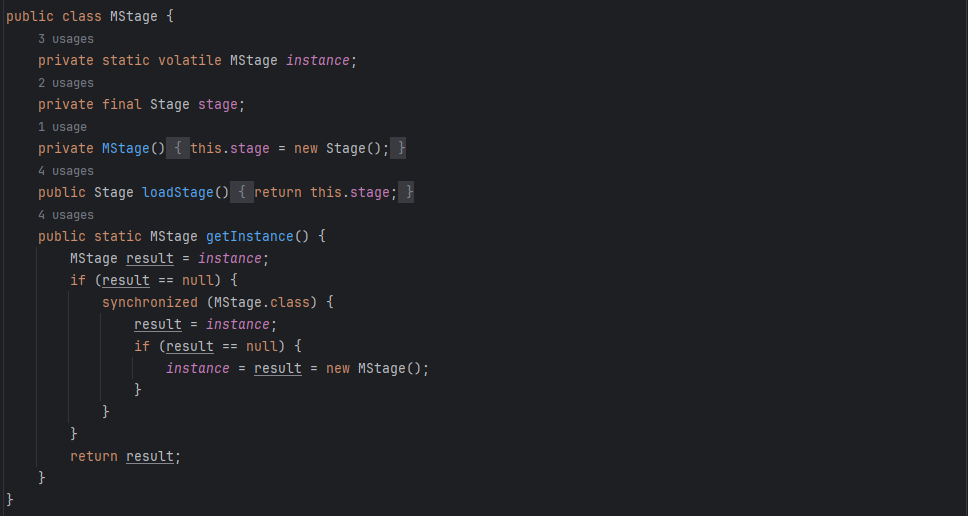 public class MStage {
3 usages
private static volatile MStage instance;
2 usages
private final Stage stage;
1 usage
private MStage() { this.stage = new Stage(); }
4 usages
public Stage loadStage() { return this.stage; }
4 usages
public static MStage getInstance() {
MStage result = instance;
if (result == null) {
synchronized (MStage.class) {
result = instance;
if (result == null) {
instance = result = new MStage();
}
}
}
return result;
}
}